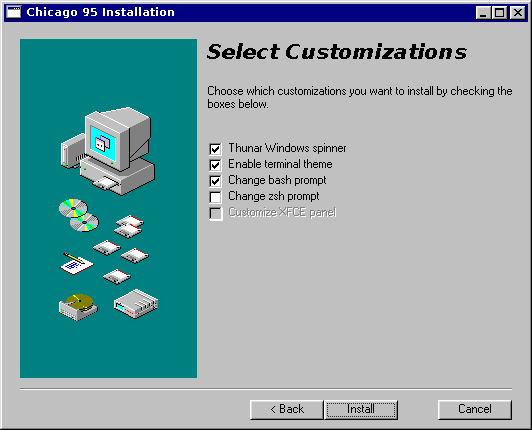 Chicago 95 Installation
Select Customizations
Choose which customizations you want to install by checking the
boxes below.
Thunar Windows spinner
Enable terminal theme
Change bash prompt
Change zsh prompt
Customize XFCE panel
< Back
Install
Cancel